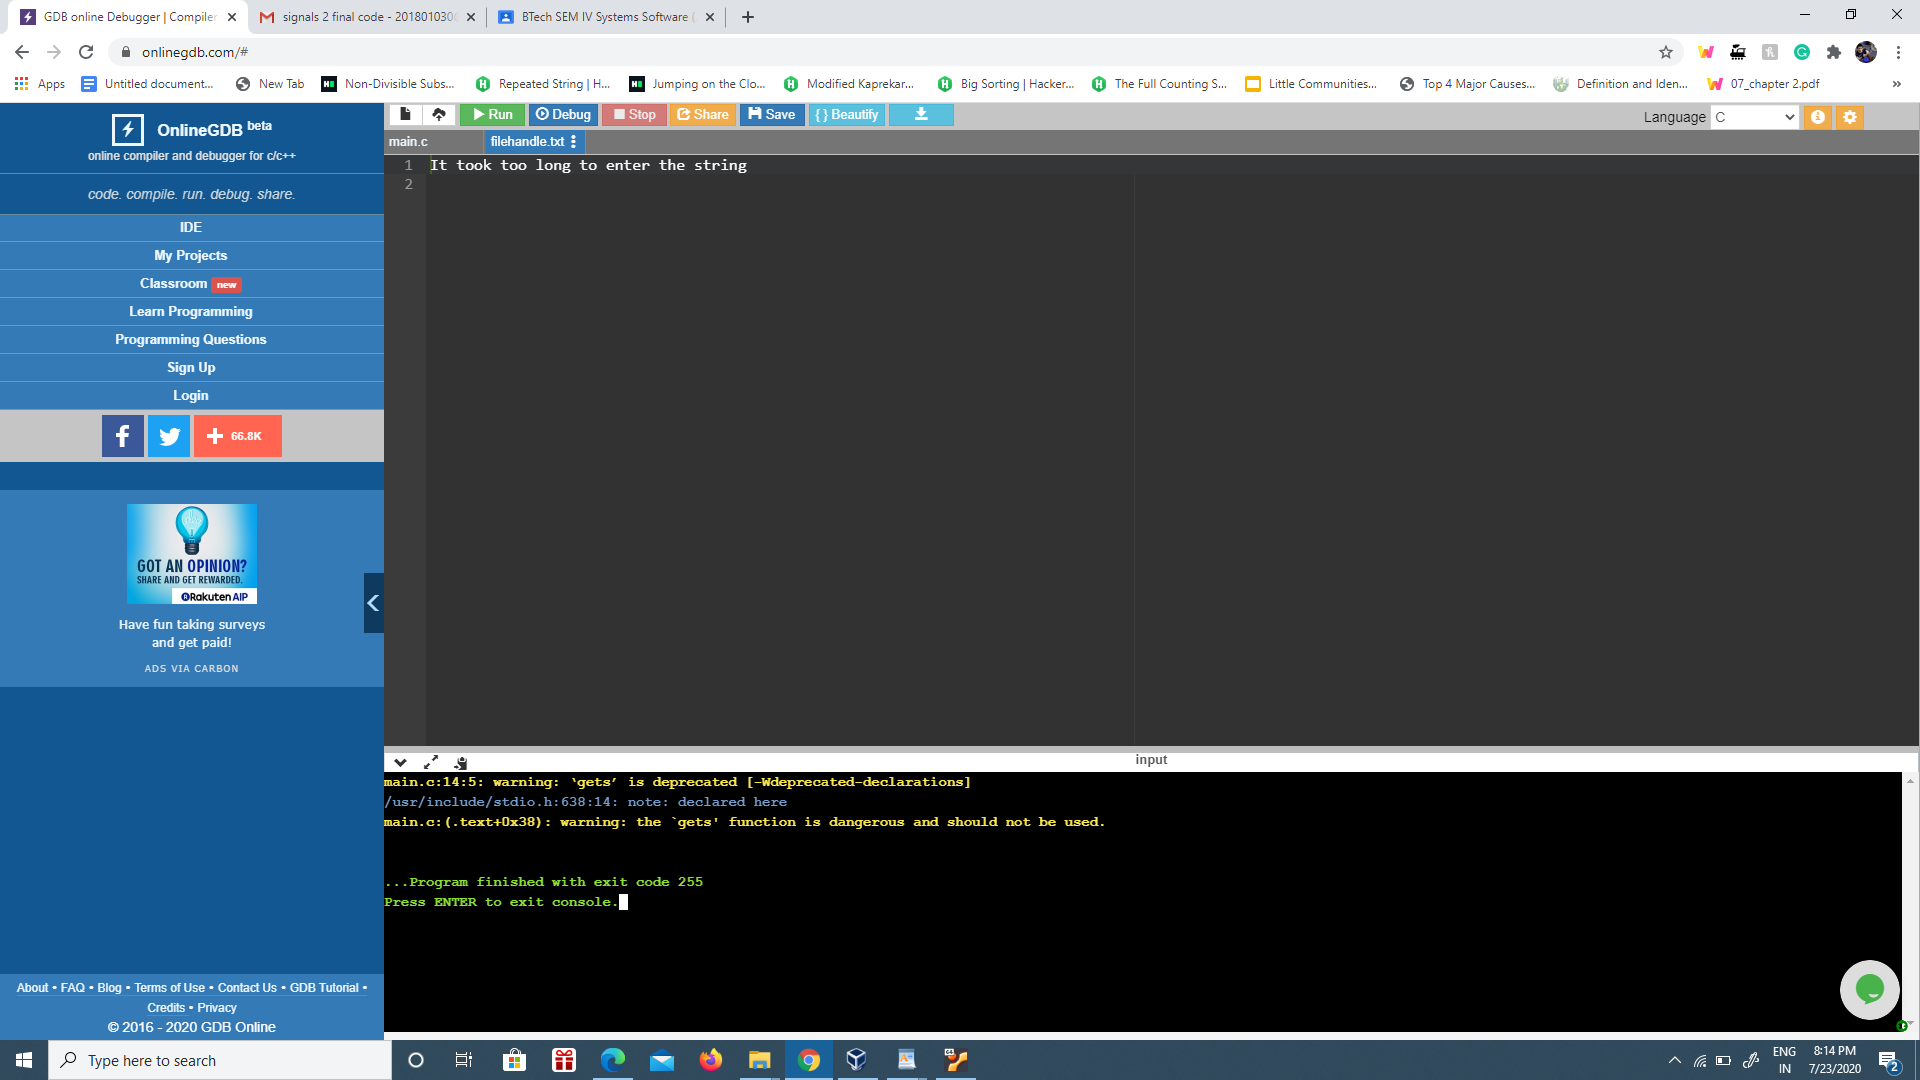 GDB online Debugger | Compiler
signals 2 final code - 201801030
BTech SEM IV Systems Software (
onlinegdb.com/#
Apps
Untitled document...
New Tab
Non-Divisible Subs...
Repeated String | H...
Jumping on the Clo...
Modified Kaprekar...
Big Sorting | Hacker...
The Full Counting S...
Little Communities...
Top 4 Major Causes...
Definition and Iden...
07_chapter 2.pdf
»
OnlineGDB beta
online compiler and debugger for c/c++
code. compile. run. debug. share.
IDE
My Projects
Classroom new
Learn Programming
Programming Questions
Sign Up
Login
66.8K
GOT AN OPINION?
SHARE AND GET REWARDED.
Rakuten AIP
Have fun taking surveys
and get paid!
ADS VIA CARBON
About • FAQ • Blog • Terms of Use • Contact Us • GDB Tutorial •
Credits • Privacy
© 2016 - 2020 GDB Online
Run
Debug
Stop
Share
Save
{ } Beautify
Language C
main.c
filehandle.txt
1 It took too long to enter the string
2
input
main.c:14:5: warning: ‘gets’ is deprecated [-Wdeprecated-declarations]
/usr/include/stdio.h:638:14: note: declared here
main.c:(.text+0x38): warning: the `gets' function is dangerous and should not be used.
...Program finished with exit code 255
Press ENTER to exit console.
Type here to search
64
ENG
IN
8:14 PM
7/23/2020
2